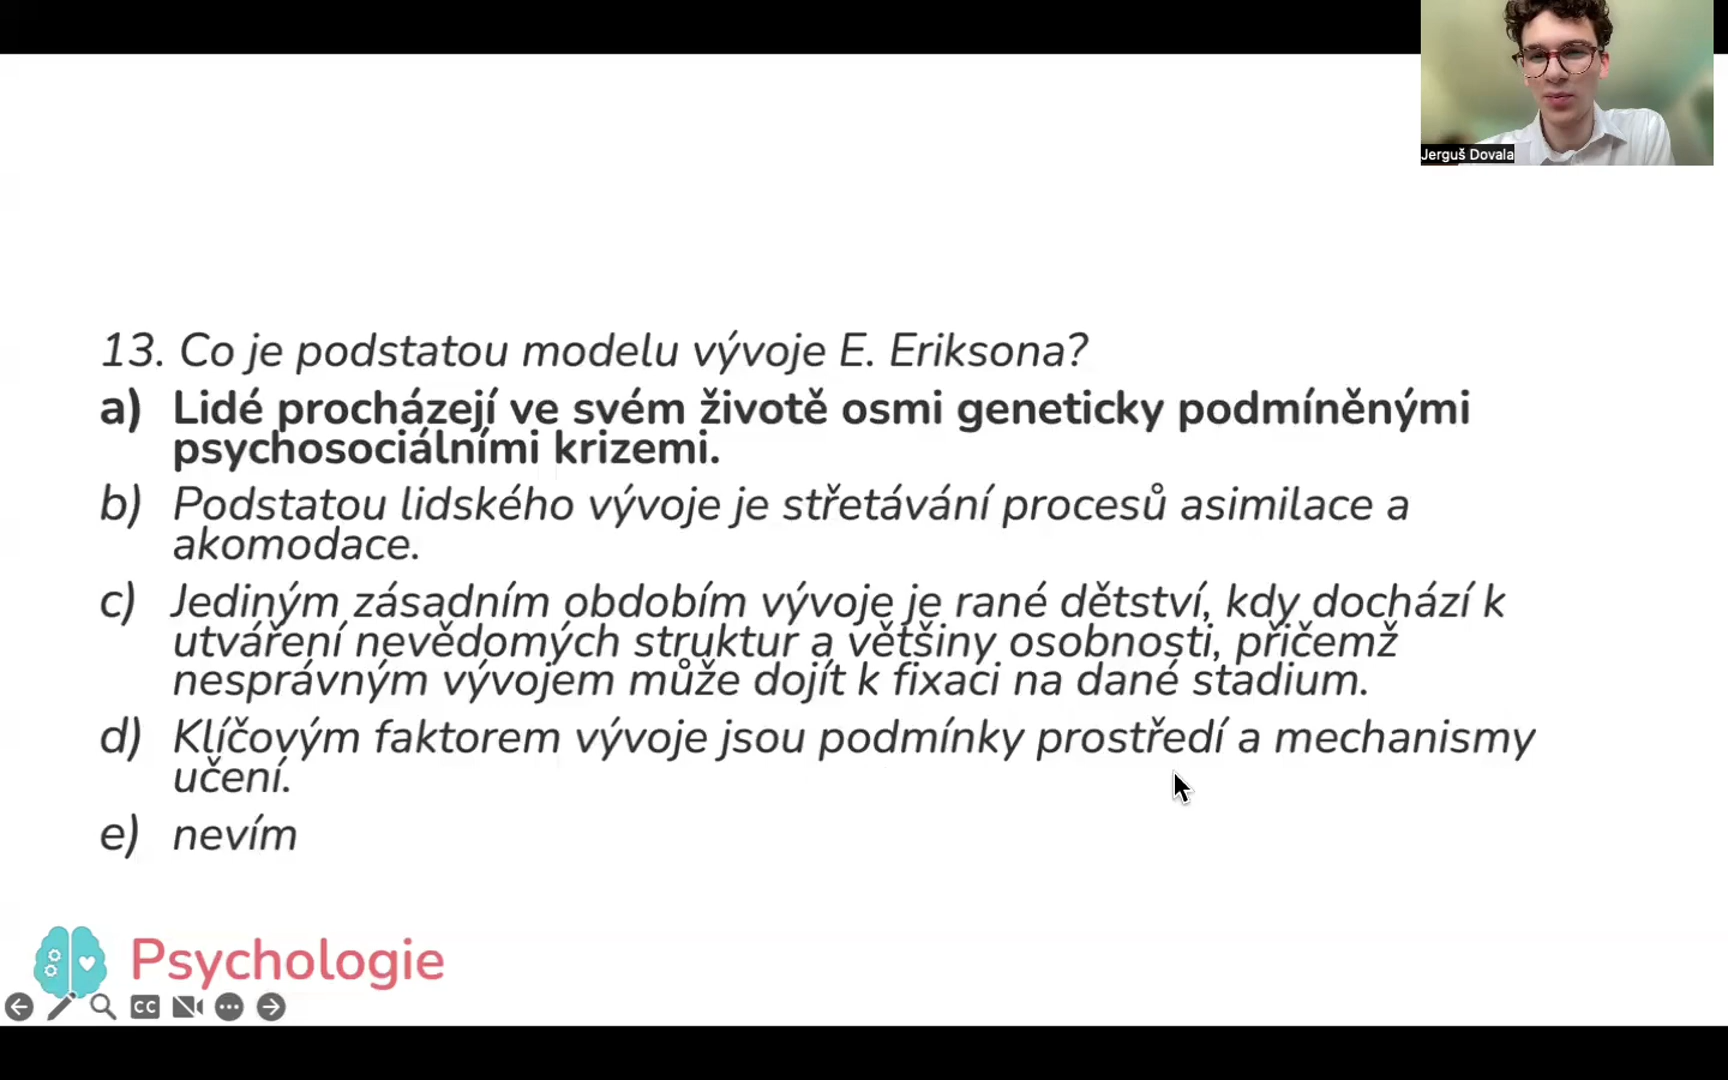 Jerguš Dovala
13. Co je podstatou modelu vývoje E. Eriksona?
a) Lidé procházejí ve svém životě osmi geneticky podmíněnými
psychosociálními krizemi.
b) Podstatou lidského vývoje je střetávání procesů asimilace a
akomodace.
c) Jediným zásadním obdobím vývoje je rané dětství, kdy dochází k
utváření nevědomých struktur a většiny osobnosti, přičemž
nesprávným vývojem může dojít k fixaci na dané stadium.
d) Klíčovým faktorem vývoje jsou podmínky prostředí a mechanismy
učení.
e) nevím
Psychologie
CC